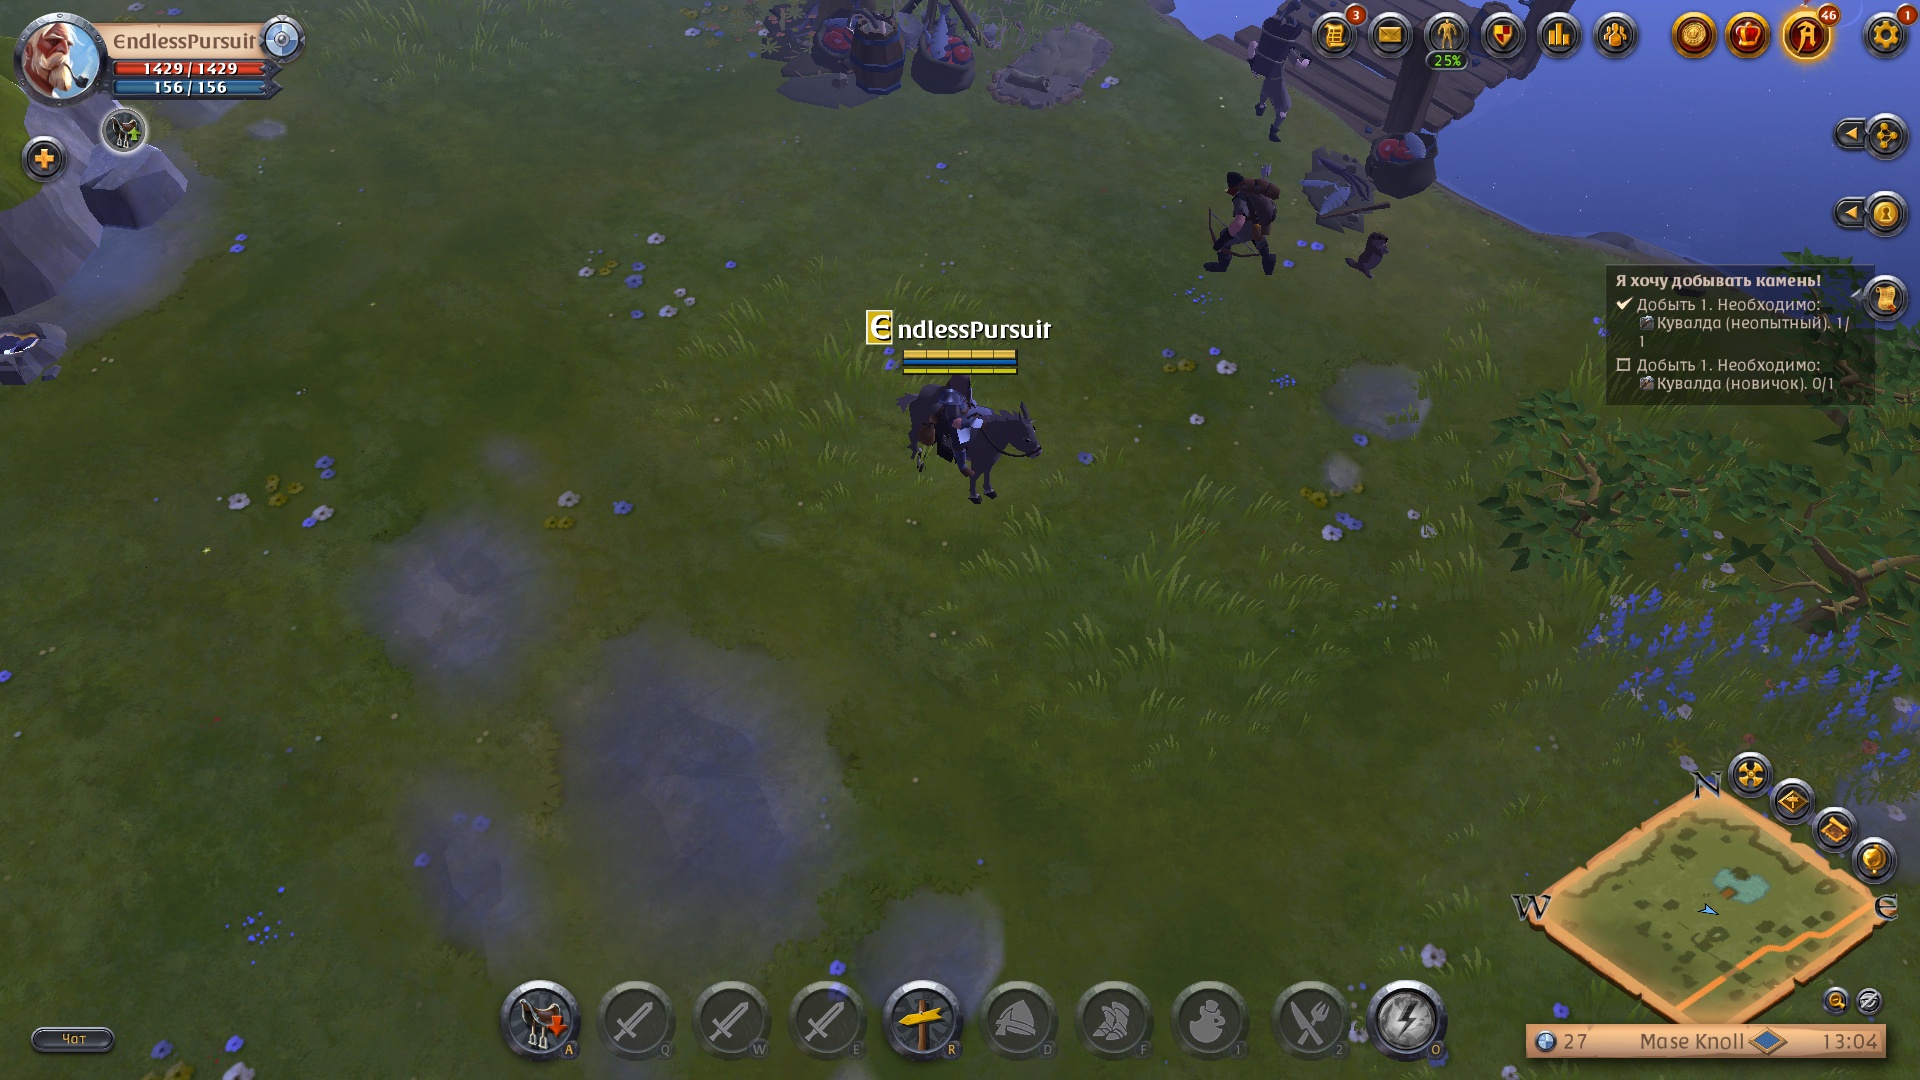 EndlessPursuit
1429 / 1429
156 / 156
3
25%
46
1
Я хочу добывать камень!
Добыть 1. Необходимо:
Кувалда (неопытный). 1/
1
Добыть 1. Необходимо:
Кувалда (новичок). 0/1
EndlessPursuit
N
W
E
A
Q
W
E
R
D
F
1
2
O
Чат
27
Mase Knoll
13:04